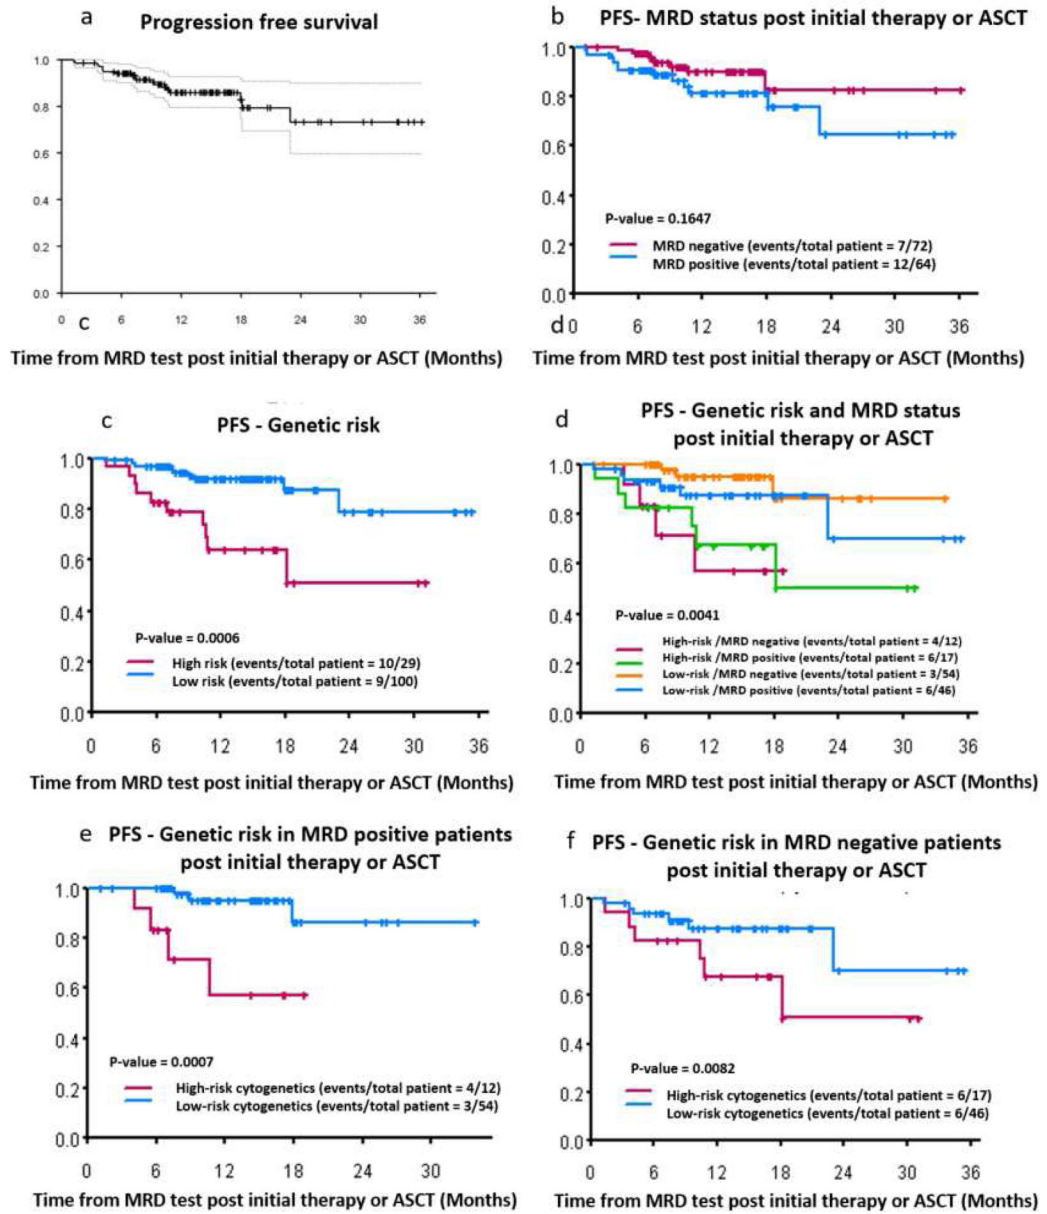 a
Progression free survival
1.0
0.8
0.6
0.4
0.2
0.0
0 6 12 18 24 30 36
c
Time from MRD test post initial therapy or ASCT (Months)
b
PFS- MRD status post initial therapy or ASCT
1.0
0.8
0.6
0.4
0.2
0.0
P-value = 0.1647
MRD negative (events/total patient = 7/72)
MRD positive (events/total patient = 12/64)
0 6 12 18 24 30 36
d
Time from MRD test post initial therapy or ASCT (Months)
c
PFS - Genetic risk
1.0
0.8
0.6
0.4
0.2
0.0
P-value = 0.0006
High risk (events/total patient = 10/29)
Low risk (events/total patient = 9/100)
0 6 12 18 24 30 36
Time from MRD test post initial therapy or ASCT (Months)
d
PFS - Genetic risk and MRD status
post initial therapy or ASCT
1.0
0.8
0.6
0.4
0.2
0.0
P-value = 0.0041
High-risk /MRD negative (events/total patient = 4/12)
High-risk /MRD positive (events/total patient = 6/17)
Low-risk /MRD negative (events/total patient = 3/54)
Low-risk /MRD positive (events/total patient = 6/46)
0 6 12 18 24 30 36
Time from MRD test post initial therapy or ASCT (Months)
e
PFS - Genetic risk in MRD positive patients
post initial therapy or ASCT
1.0
0.8
0.6
0.4
0.2
0.0
P-value = 0.0007
High-risk cytogenetics (events/total patient = 4/12)
Low-risk cytogenetics (events/total patient = 3/54)
0 6 12 18 24 30
Time from MRD test post initial therapy or ASCT (Months)
f
PFS - Genetic risk in MRD negative patients
post initial therapy or ASCT
1.0
0.8
0.6
0.4
0.2
0.0
P-value = 0.0082
High-risk cytogenetics (events/total patient = 6/17)
Low-risk cytogenetics (events/total patient = 6/46)
0 6 12 18 24 30 36
Time from MRD test post initial therapy or ASCT (Months)